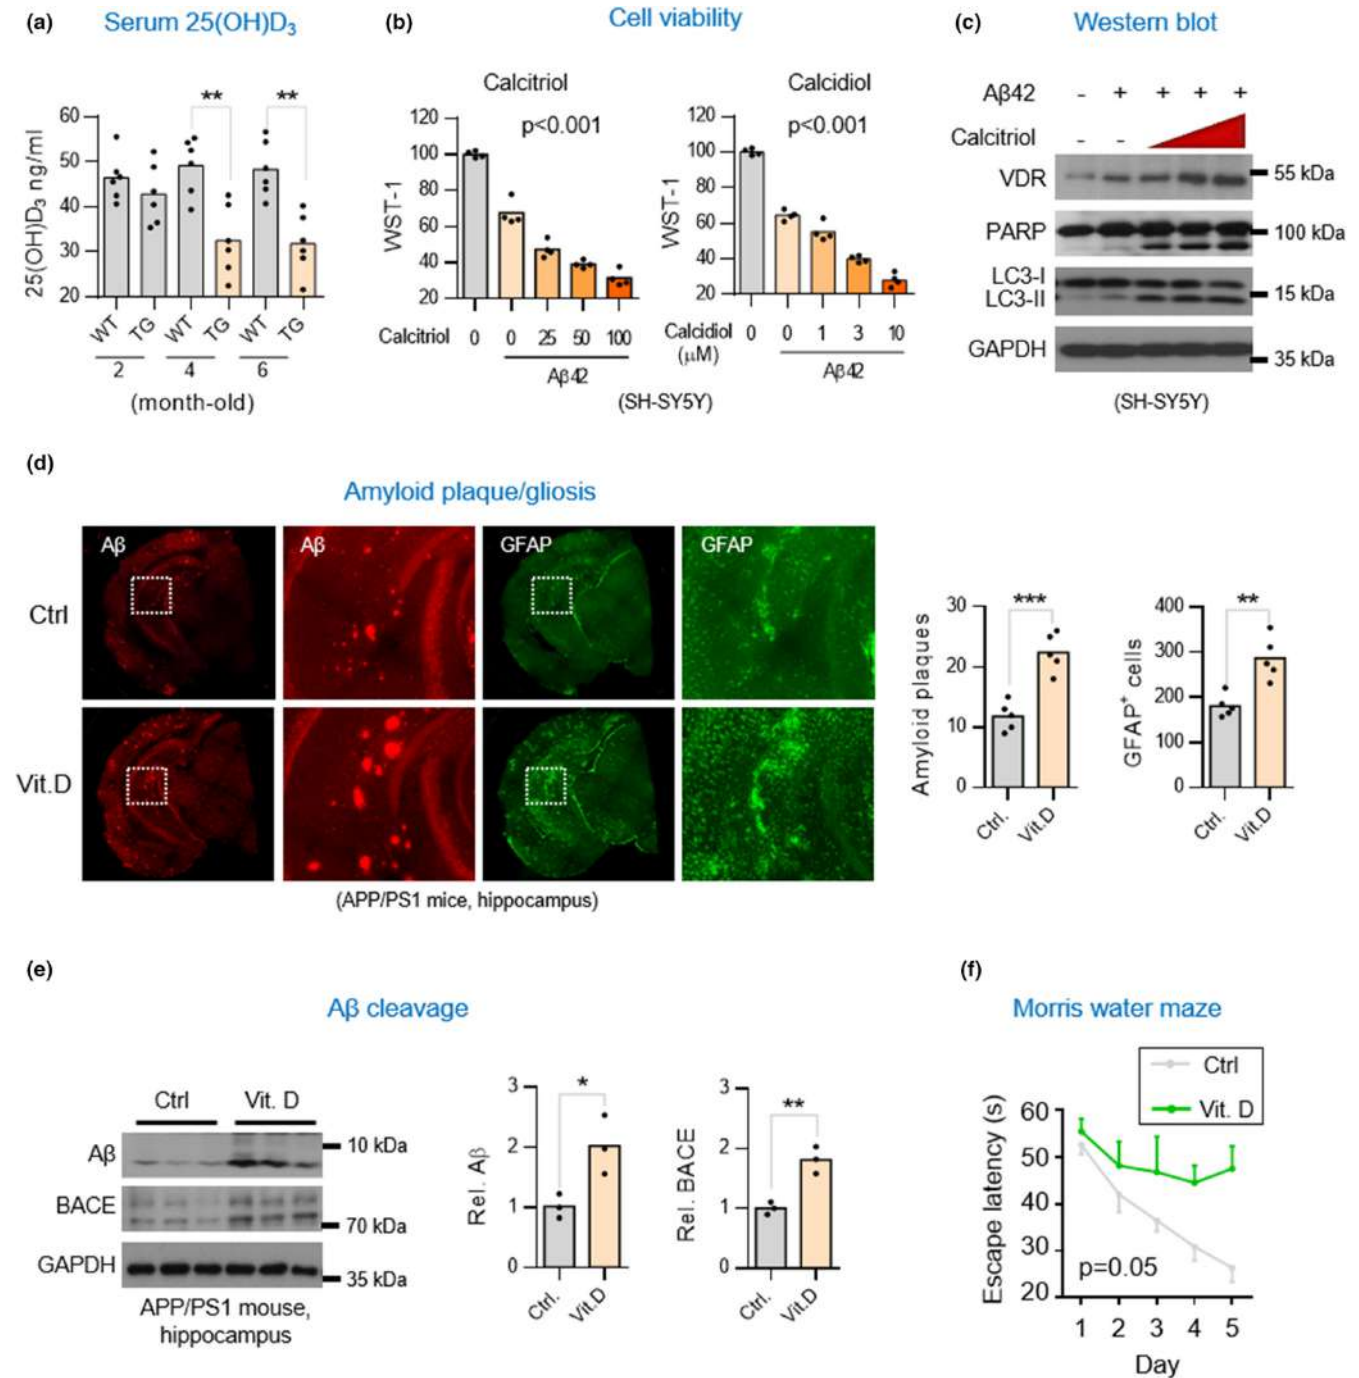 (a)
Serum 25(OH)D3
25(OH)D3 ng/ml
60
50
40
30
20
**
**
WT
TG
WT
TG
WT
TG
2
4
6
(month-old)
(b)
Cell viability
Calcitriol
p<0.001
WST-1
120
100
80
60
40
20
Calcitriol
0
0
25
50
100
Aβ42
Calcidiol
p<0.001
WST-1
120
100
80
60
40
20
Calcidiol
(μM)
0
0
1
3
10
Aβ42
(SH-SY5Y)
(c)
Western blot
Aβ42 - + + + +
Calcitriol - -
VDR
55 kDa
PARP
100 kDa
LC3-I
LC3-II
15 kDa
GAPDH
35 kDa
(SH-SY5Y)
(d)
Amyloid plaque/gliosis
Aβ
Aβ
GFAP
GFAP
Ctrl
Vit.D
(APP/PS1 mice, hippocampus)
Amyloid plaques
30
20
10
0
***
Ctrl.
Vit.D
GFAP+ cells
400
300
200
100
0
**
Ctrl.
Vit.D
(e)
Aβ cleavage
Ctrl
Vit. D
Aβ
10 kDa
BACE
70 kDa
GAPDH
35 kDa
APP/PS1 mouse,
hippocampus
Rel. Aβ
3
2
1
0
*
Ctrl.
Vit.D
Rel. BACE
3
2
1
0
**
Ctrl.
Vit.D
(f)
Morris water maze
Ctrl
Vit. D
Escape latency (s)
60
50
40
30
20
p=0.05
1
2
3
4
5
Day